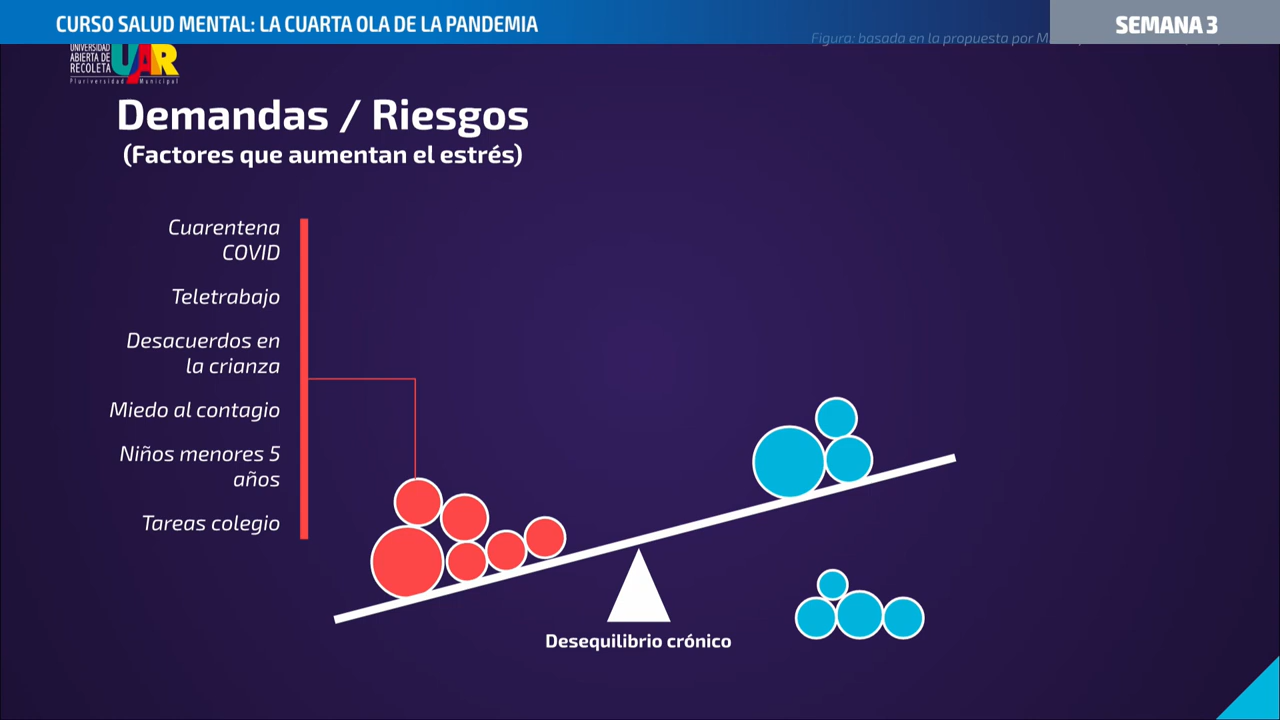 CURSO SALUD MENTAL: LA CUARTA OLA DE LA PANDEMIA
SEMANA 3
Figura: basada en la propuesta por
UNIVERSIDAD
ABIERTA DE
RECOLETA
UAR
Pluriversidad Municipal
Demandas / Riesgos
(Factores que aumentan el estrés)
Cuarentena
COVID
Teletrabajo
Desacuerdos en
la crianza
Miedo al contagio
Niños menores 5
años
Tareas colegio
Desequilibrio crónico